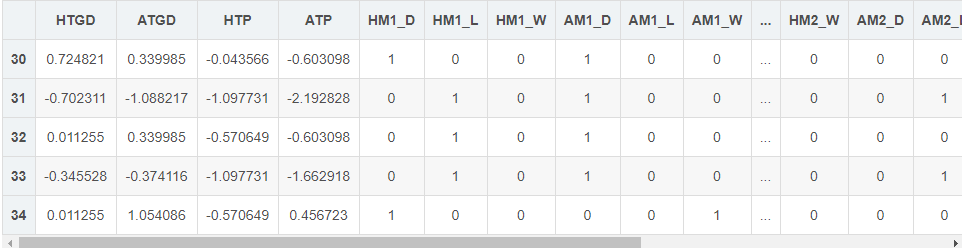 HTGD ATGD HTP ATP HM1_D HM1_L HM1_W AM1_D AM1_L AM1_W ... HM2_W AM2_D
30 0.724821 0.339985 -0.043566 -0.603098 1 0 0 1 0 0 ... 0 0 0
31 -0.702311 -1.088217 -1.097731 -2.192828 0 1 0 1 0 0 ... 0 0 1
32 0.011255 0.339985 -0.570649 -0.603098 0 1 0 1 0 0 ... 0 0 0
33 -0.345528 -0.374116 -1.097731 -1.662918 0 1 0 1 0 0 ... 0 0 1
34 0.011255 1.054086 -0.570649 0.456723 1 0 0 0 0 1 ... 0 0 0